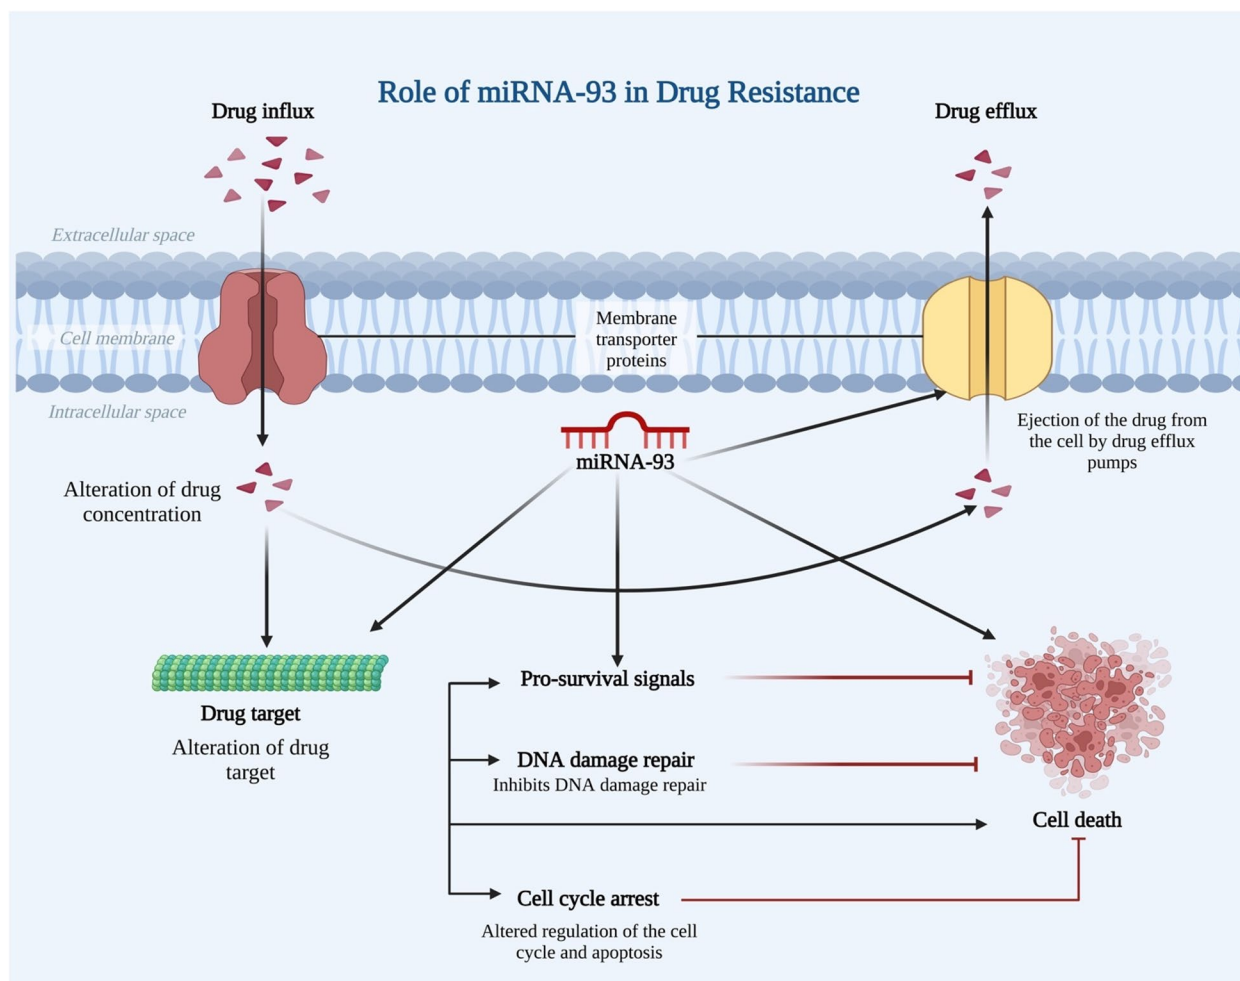 Role of miRNA-93 in Drug Resistance
Drug influx
Drug efflux
Extracellular space
Cell membrane
Membrane
transporter
proteins
Intracellular space
miRNA-93
Ejection of the drug from
the cell by drug efflux
pumps
Alteration of drug
concentration
Drug target
Alteration of drug
target
Pro-survival signals
DNA damage repair
Inhibits DNA damage repair
Cell death
Cell cycle arrest
Altered regulation of the cell
cycle and apoptosis